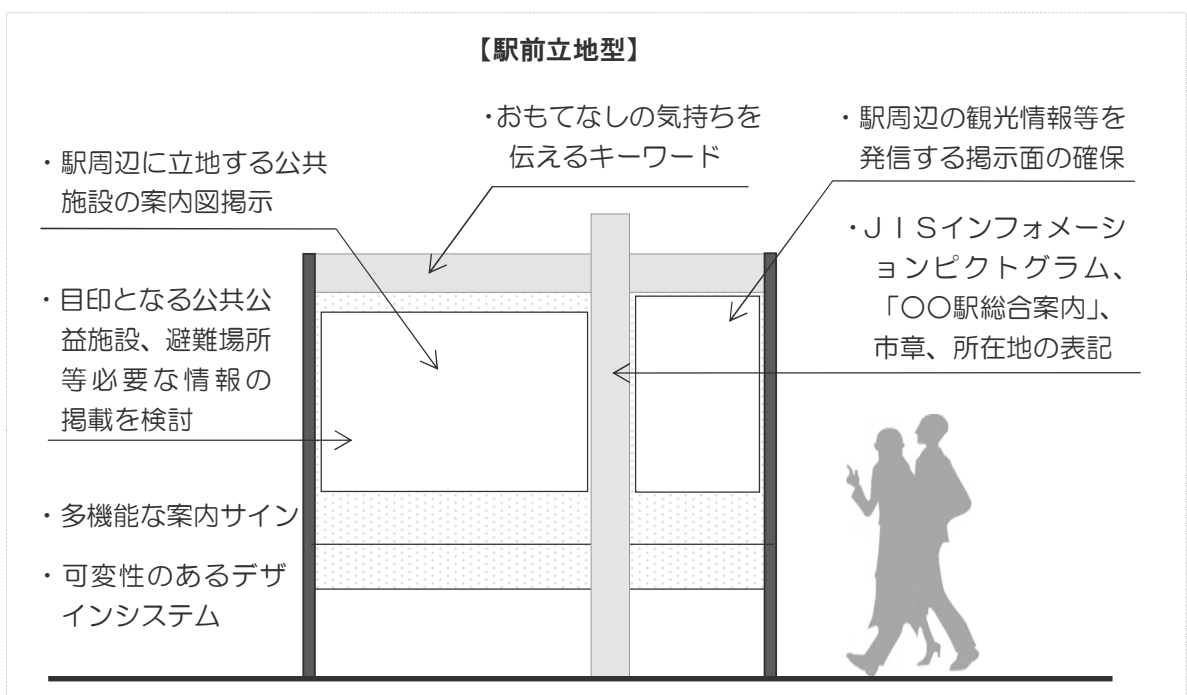 【駅前立地型】
・おもてなしの気持ちを
伝えるキーワード
・駅周辺の観光情報等を
発信する掲示面の確保
・駅周辺に立地する公共
施設の案内図掲示
・ＪＩＳインフォメーシ
ョンピクトグラム、
「〇〇駅総合案内」、
市章、所在地の表記
・目印となる公共公
益施設、避難場所
等必要な情報の
掲載を検討
・多機能な案内サイン
・可変性のあるデザ
インシステム